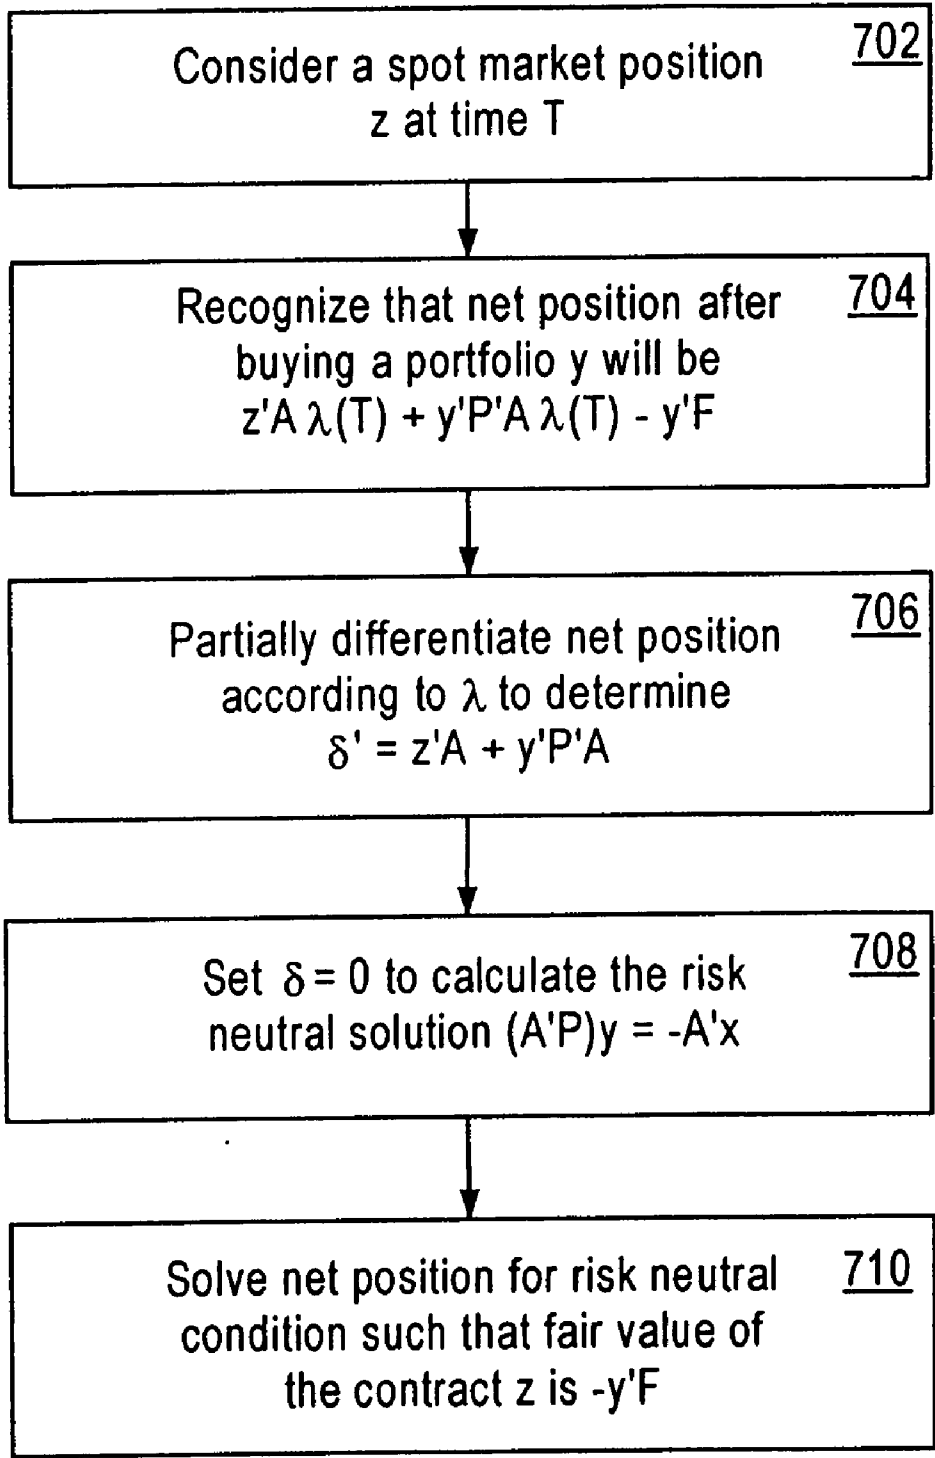 702
Consider a spot market position
z at time T
704
Recognize that net position after
buying a portfolio y will be
z'A λ(T) + y'P'A λ(T) - y'F
706
Partially differentiate net position
according to λ to determine
δ' = z'A + y'P'A
708
Set δ = 0 to calculate the risk
neutral solution (A'P)y = -A'x
710
Solve net position for risk neutral
condition such that fair value of
the contract z is -y'F